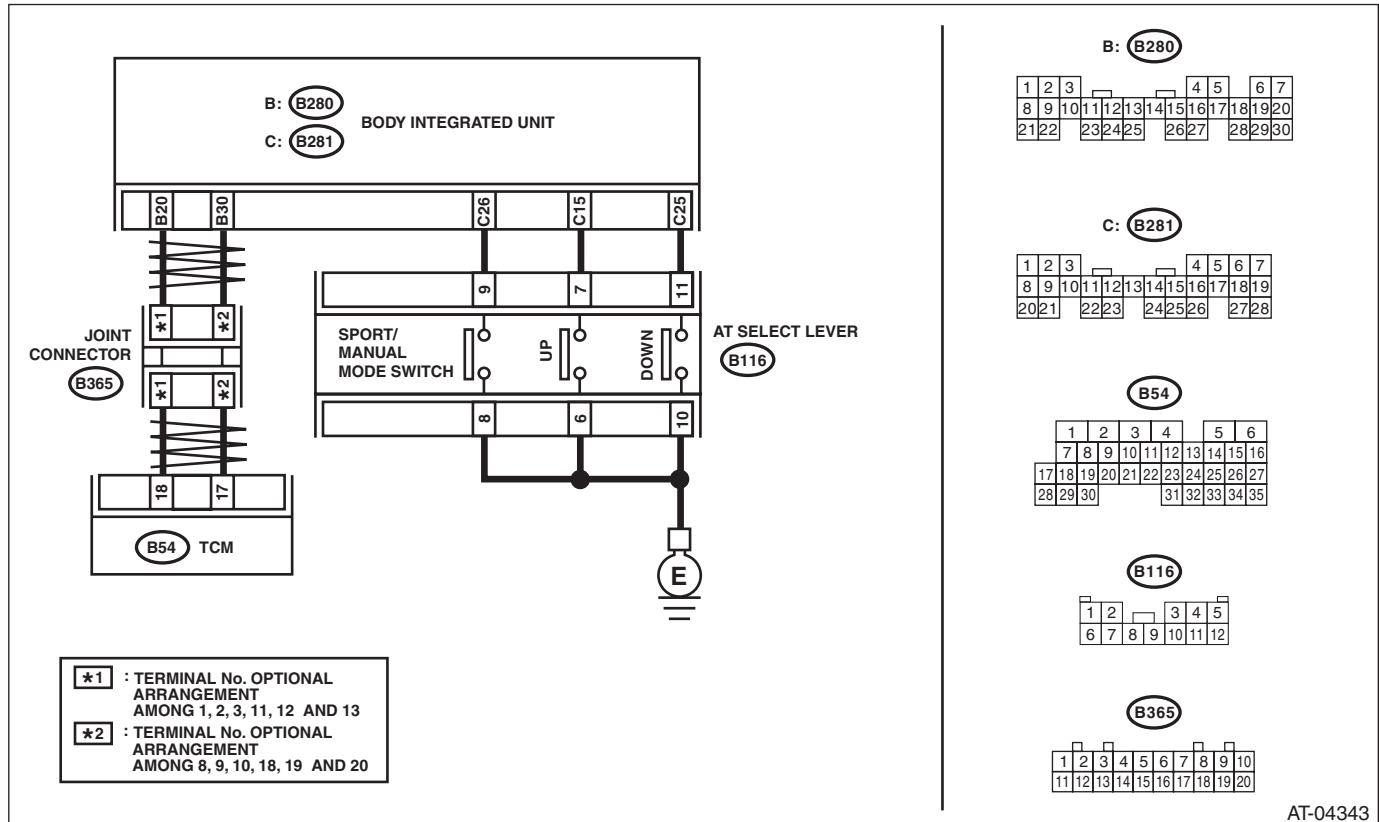 B: B280
C: B281
BODY INTEGRATED UNIT
B20 B30 C26 C15 C25
*1 *2
JOINT
CONNECTOR
B365
*1 *2
18 17
B54 TCM
9 7 11
SPORT/
MANUAL
MODE SWITCH
UP
DOWN
8 6 10
AT SELECT LEVER
B116
E
*1 : TERMINAL No. OPTIONAL
ARRANGEMENT
AMONG 1, 2, 3, 11, 12 AND 13
*2 : TERMINAL No. OPTIONAL
ARRANGEMENT
AMONG 8, 9, 10, 18, 19 AND 20
B: B280
1 2 3 4 5 6 7
8 9 10 11 12 13 14 15 16 17 18 19 20
21 22 23 24 25 26 27 28 29 30
C: B281
1 2 3 4 5 6 7
8 9 10 11 12 13 14 15 16 17 18 19
20 21 22 23 24 25 26 27 28
B54
1 2 3 4 5 6
7 8 9 10 11 12 13 14 15 16
17 18 19 20 21 22 23 24 25 26 27
28 29 30 31 32 33 34 35
B116
1 2 3 4 5
6 7 8 9 10 11 12
B365
1 2 3 4 5 6 7 8 9 10
11 12 13 14 15 16 17 18 19 20
AT-04343